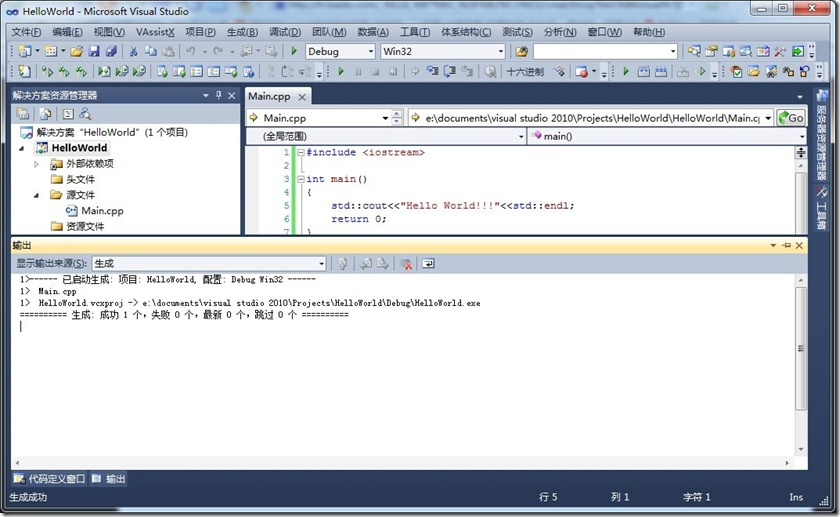 HelloWorld - Microsoft Visual Studio
文件(F) 编辑(E) 视图(V) VAssistX 项目(P) 生成(B) 调试(D) 团队(M) 数据(A) 工具(T) 体系结构(C) 测试(S) 分析(N) 窗口(W) 帮助(H)
Debug Win32
十六进制
解决方案资源管理器
Main.cpp
Main.cpp e:\documents\visual studio 2010\Projects\HelloWorld\HelloWorld\Main.cp Go
(全局范围) main()
解决方案 "HelloWorld" (1 个项目)
HelloWorld
外部依赖项
头文件
源文件
Main.cpp
资源文件
1 #include <iostream>
2
3 int main()
4 {
5 std::cout<<"Hello World!!!"<<std::endl;
6 return 0;
7 }
服务器资源管理器
工具箱
输出
显示输出来源(S): 生成
1>------ 已启动生成: 项目: HelloWorld, 配置: Debug Win32 ------
1> Main.cpp
1> HelloWorld.vcxproj -> e:\documents\visual studio 2010\Projects\HelloWorld\Debug\HelloWorld.exe
========== 生成: 成功 1 个，失败 0 个，最新 0 个，跳过 0 个 ==========
代码定义窗口 输出
生成成功 行 5 列 1 字符 1 Ins